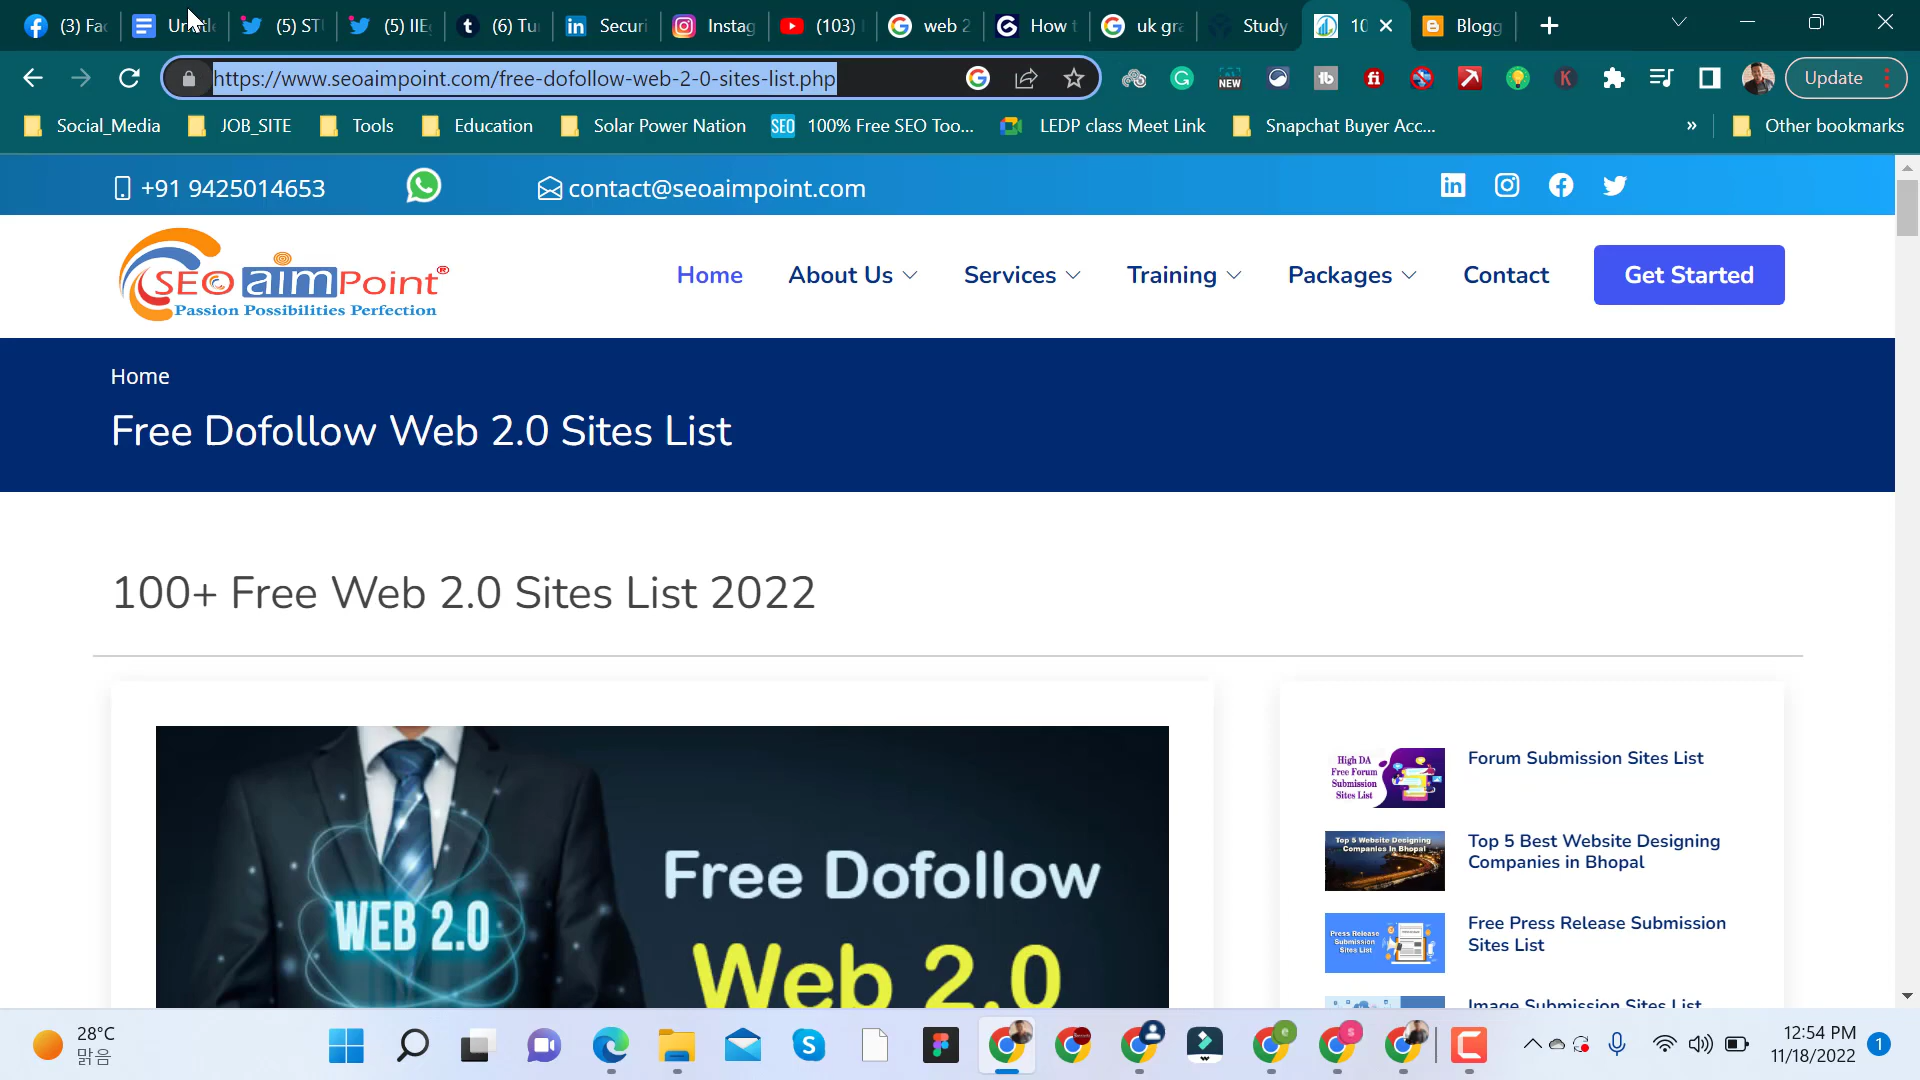 (3) Fa
Untitle
(5) ST
(5) IIE
(6) Tu
Securi
Instag
(103)
web 2
How t
uk gra
Study
10
Blogg
https://www.seoaimpoint.com/free-dofollow-web-2-0-sites-list.php
NEW
Update
Social_Media
JOB_SITE
Tools
Education
Solar Power Nation
SEO 100% Free SEO Too...
LEDP class Meet Link
Snapchat Buyer Acc...
»
Other bookmarks
+91 9425014653
contact@seoaimpoint.com
SEO aim Point®
Passion Possibilities Perfection
Home
About Us
Services
Training
Packages
Contact
Get Started
Home
Free Dofollow Web 2.0 Sites List
100+ Free Web 2.0 Sites List 2022
WEB 2.0
Free Dofollow
Web 2.0
High DA
Free Forum
Submission
Sites List
Forum Submission Sites List
Top 5 Website Designing
Companies In Bhopal
Top 5 Best Website Designing
Companies in Bhopal
Press Release
Submission
Sites List
Free Press Release Submission
Sites List
Image Submission Sites List
28°C
맑음
12:54 PM
11/18/2022
1